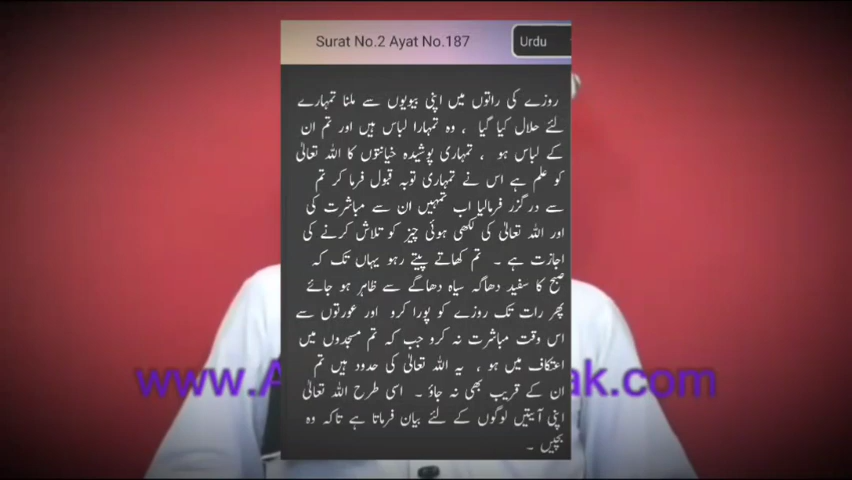 Surat No.2 Ayat No.187
Urdu
روزے کی راتوں میں اپنی بیویوں سے ملنا تمہارے
لئے حلال کیا گیا ، وہ تمہارا لباس ہیں اور تم ان
کے لباس ہو ، تمہاری پوشیدہ خیانتوں کا اللہ تعالیٰ
کو علم ہے اس نے تمہاری توبہ قبول فرما کر تم
سے درگزر فرمالیا اب تمہیں ان سے مباشرت کی
اور اللہ تعالیٰ کی لکھی ہوئی چیز کو تلاش کرنے کی
اجازت ہے ۔ تم کھاتے پیتے رہو یہاں تک کہ
صبح کا سفید دھاگہ سیاہ دھاگے سے ظاہر ہو جائے
پھر رات تک روزے کو پورا کرو اور عورتوں سے
اس وقت مباشرت نہ کرو جب کہ تم مسجدوں میں
اعتکاف میں ہو ، یہ اللہ تعالیٰ کی حدود ہیں تم
ان کے قریب بھی نہ جاؤ ۔ اسی طرح اللہ تعالیٰ
اپنی آیتیں لوگوں کے لئے بیان فرماتا ہے تاکہ وہ
بچیں ۔